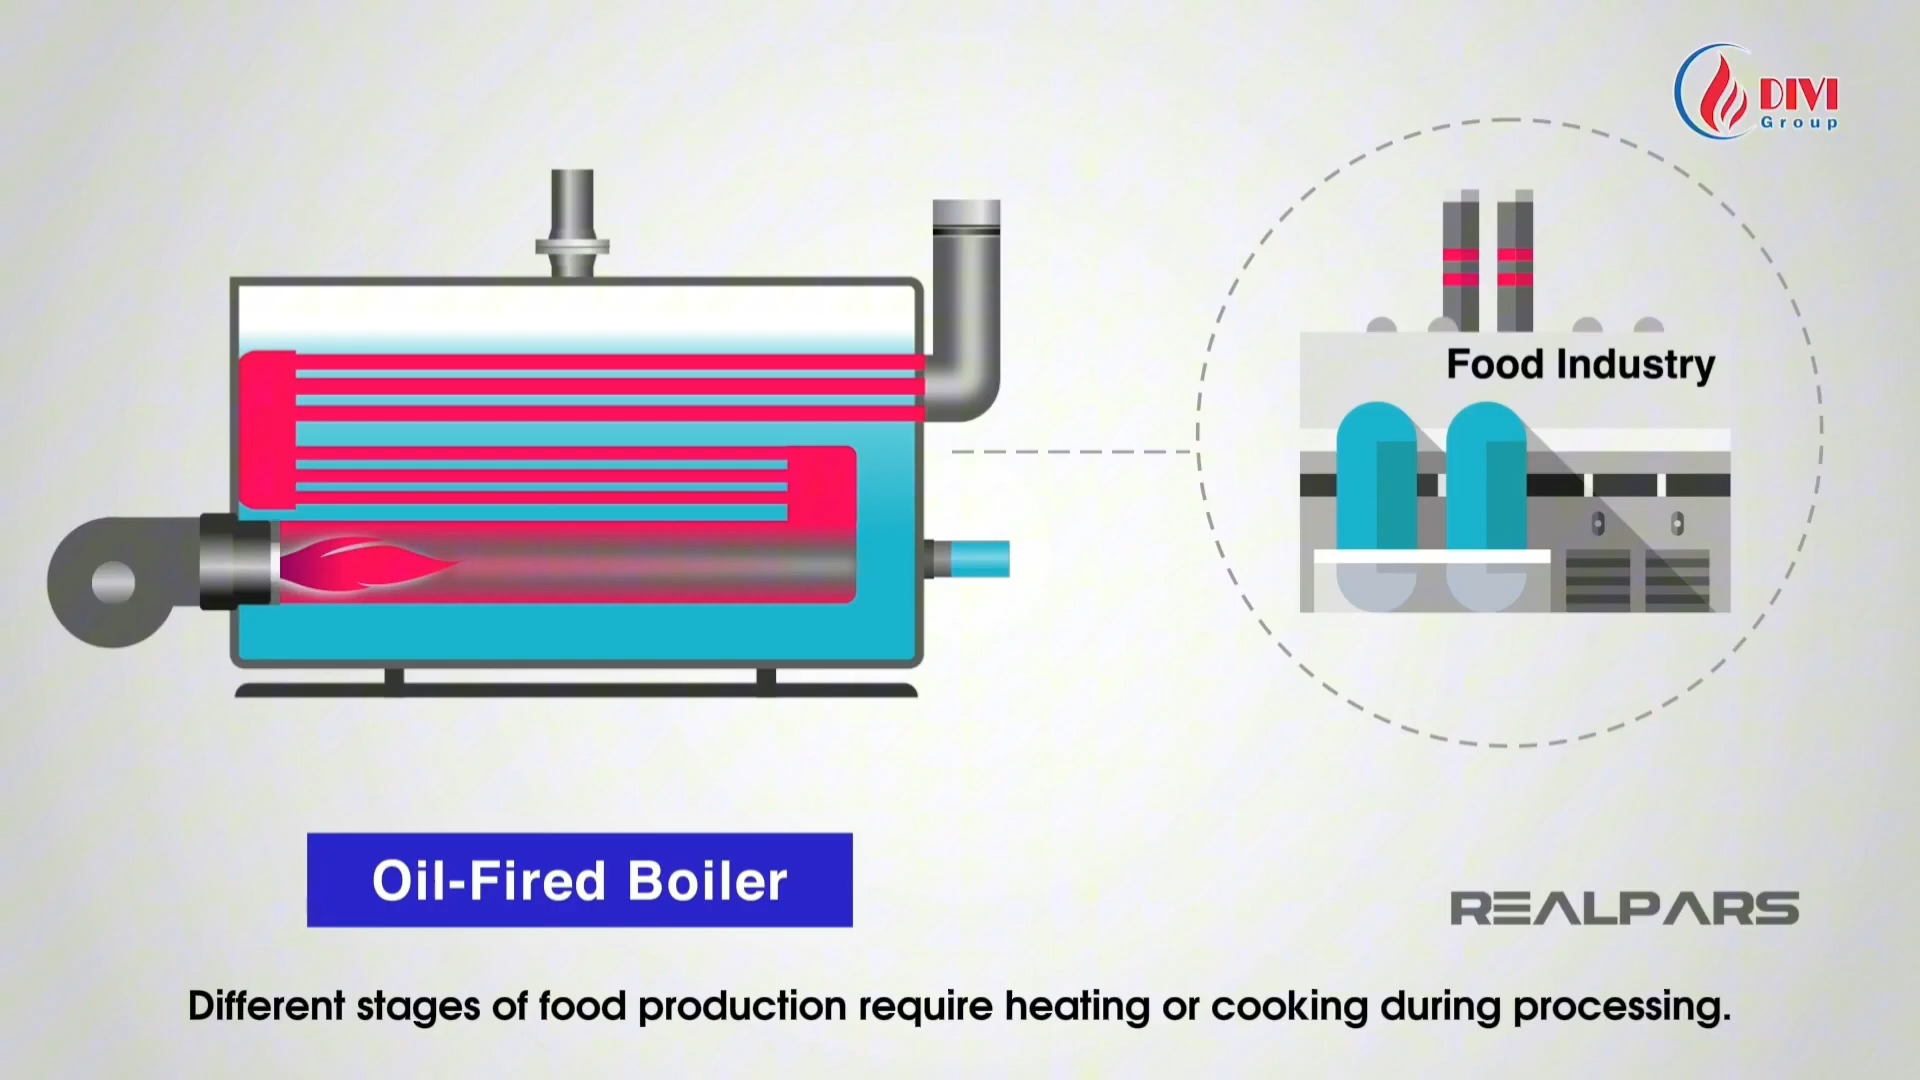 DIVI
Group
Food Industry
Oil-Fired Boiler
REALPARS
Different stages of food production require heating or cooking during processing.